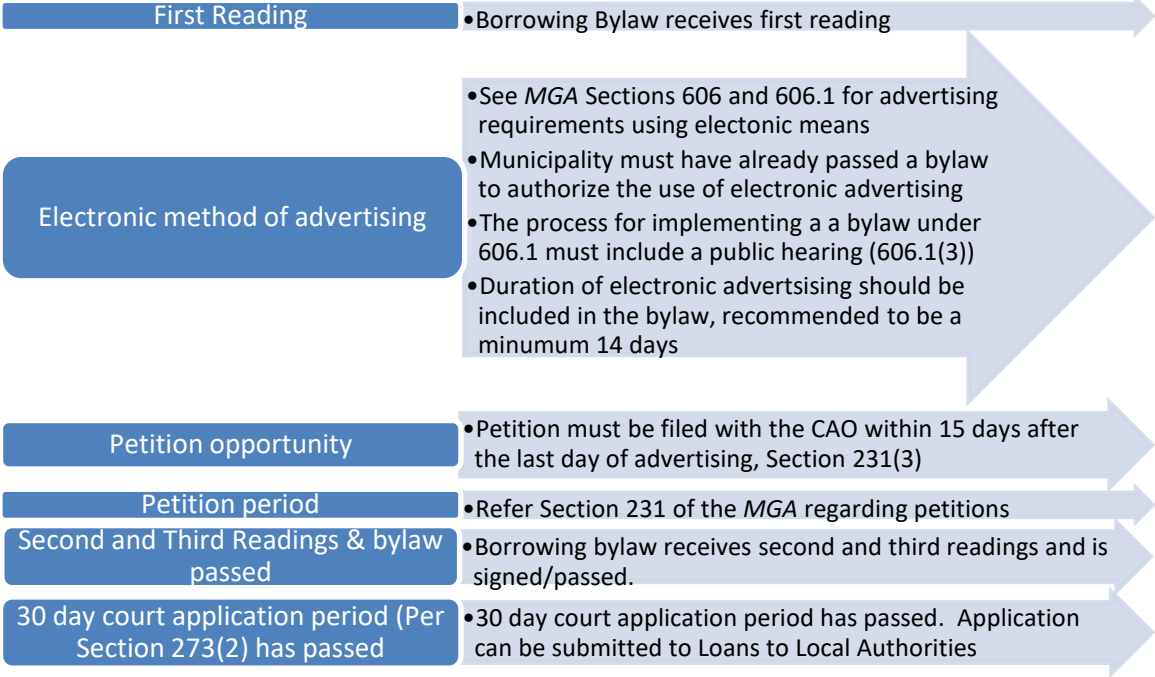 First Reading
•Borrowing Bylaw receives first reading
Electronic method of advertising
•See MGA Sections 606 and 606.1 for advertising
requirements using electonic means
•Municipality must have already passed a bylaw
to authorize the use of electronic advertising
•The process for implementing a a bylaw under
606.1 must include a public hearing (606.1(3))
•Duration of electronic advertsising should be
included in the bylaw, recommended to be a
minumum 14 days
Petition opportunity
•Petition must be filed with the CAO within 15 days after
the last day of advertising, Section 231(3)
Petition period
•Refer Section 231 of the MGA regarding petitions
Second and Third Readings & bylaw
passed
•Borrowing bylaw receives second and third readings and is
signed/passed.
30 day court application period (Per
Section 273(2) has passed
•30 day court application period has passed.  Application
can be submitted to Loans to Local Authorities